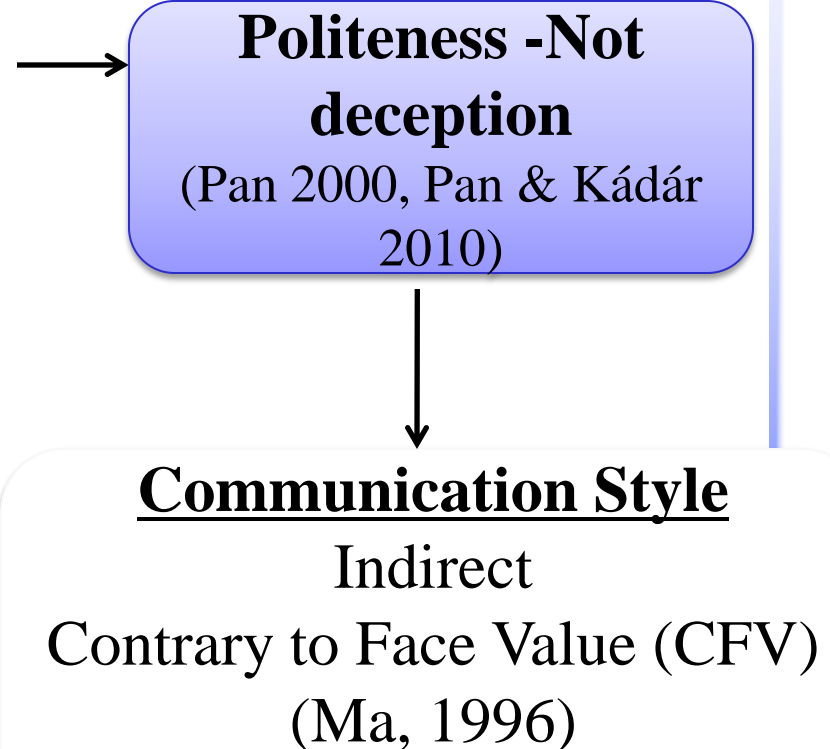 Politeness -Not
deception
(Pan 2000, Pan & Kádár
2010)
Communication Style
Indirect
Contrary to Face Value (CFV)
(Ma, 1996)